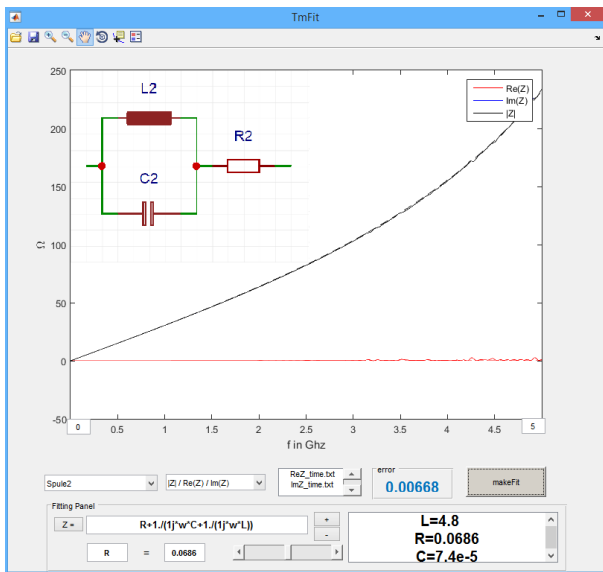 TmFit
250
200
150
100
50
0
-50
Ω
L2
R2
C2
Re(Z)
Im(Z)
|Z|
0
0.5
1
1.5
2
2.5
3
3.5
4
4.5
5
f in Ghz
Spule2
|Z| / Re(Z) / Im(Z)
ReZ_time.txt
ImZ_time.txt
error
0.00668
makeFit
Fitting Panel
Z =
R+1./(1j*w*C+1./(1j*w*L))
+
-
R
=
0.0686
L=4.8
R=0.0686
C=7.4e-5